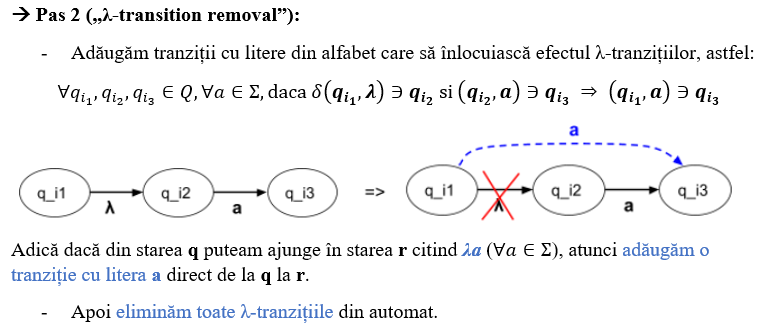 → Pas 2 („λ-transition removal”):
- Adăugăm tranziții cu litere din alfabet care să înlocuiască efectul λ-tranzițiilor, astfel:
∀q_{i_1}, q_{i_2}, q_{i_3} ∈ Q, ∀a ∈ Σ, daca δ(q_{i_1}, λ) ∋ q_{i_2} si (q_{i_2}, a) ∋ q_{i_3} ⇒ (q_{i_1}, a) ∋ q_{i_3}
a
q_i1 λ q_i2 a q_i3 => q_i1 λ q_i2 a q_i3
Adică dacă din starea q puteam ajunge în starea r citind λa (∀a ∈ Σ), atunci adăugăm o
tranziție cu litera a direct de la q la r.
- Apoi eliminăm toate λ-tranzițiile din automat.